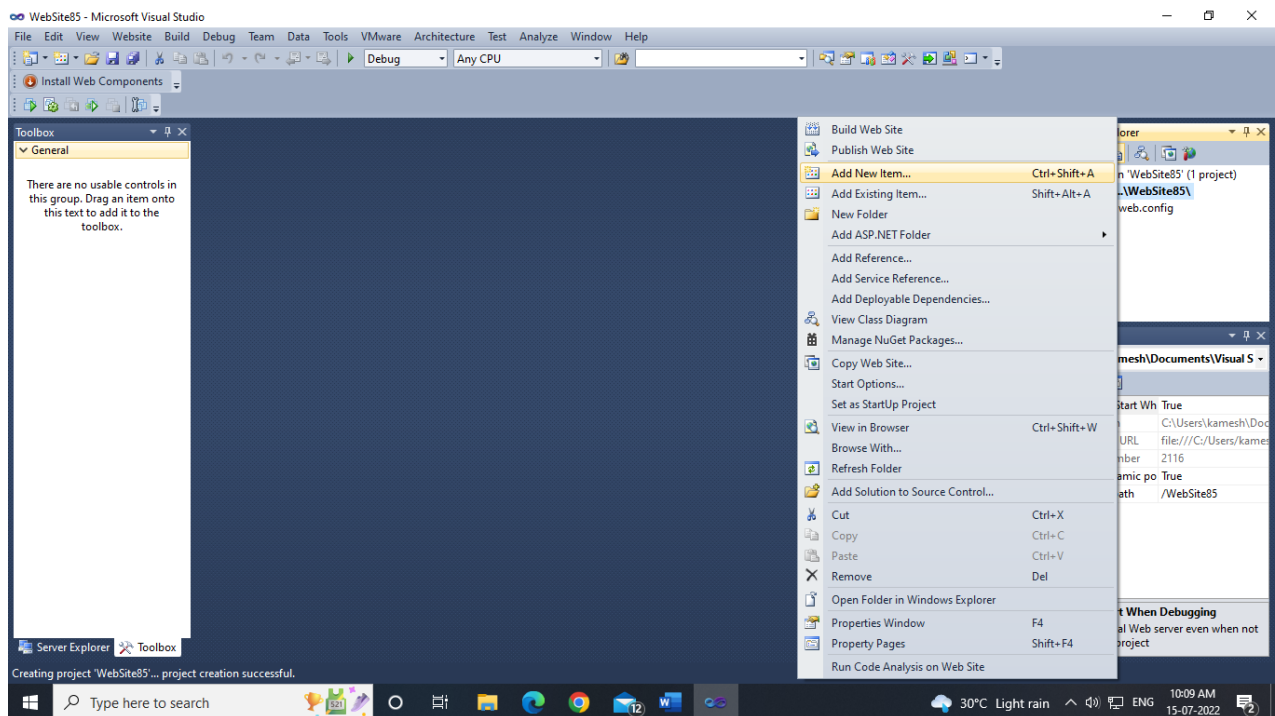 WebSite85 - Microsoft Visual Studio
File Edit View Website Build Debug Team Data Tools VMware Architecture Test Analyze Window Help
Debug Any CPU
Install Web Components
Toolbox
General
There are no usable controls in
this group. Drag an item onto
this text to add it to the
toolbox.
Server Explorer Toolbox
Build Web Site
Publish Web Site
Add New Item... Ctrl+Shift+A
Add Existing Item... Shift+Alt+A
New Folder
Add ASP.NET Folder
Add Reference...
Add Service Reference...
Add Deployable Dependencies...
View Class Diagram
Manage NuGet Packages...
Copy Web Site...
Start Options...
Set as StartUp Project
View in Browser Ctrl+Shift+W
Browse With...
Refresh Folder
Add Solution to Source Control...
Cut Ctrl+X
Copy Ctrl+C
Paste Ctrl+V
Remove Del
Open Folder in Windows Explorer
Properties Window F4
Property Pages Shift+F4
Run Code Analysis on Web Site
lorer
n 'WebSite85' (1 project)
...\WebSite85\
web.config
mesh\Documents\Visual S
Start Wh True
C:\Users\kamesh\Doc
URL file:///C:/Users/kames
nber 2116
amic po True
ath /WebSite85
t When Debugging
al Web server even when not
project
Creating project 'WebSite85'... project creation successful.
Type here to search
521
12
30°C Light rain ENG 10:09 AM
15-07-2022
2